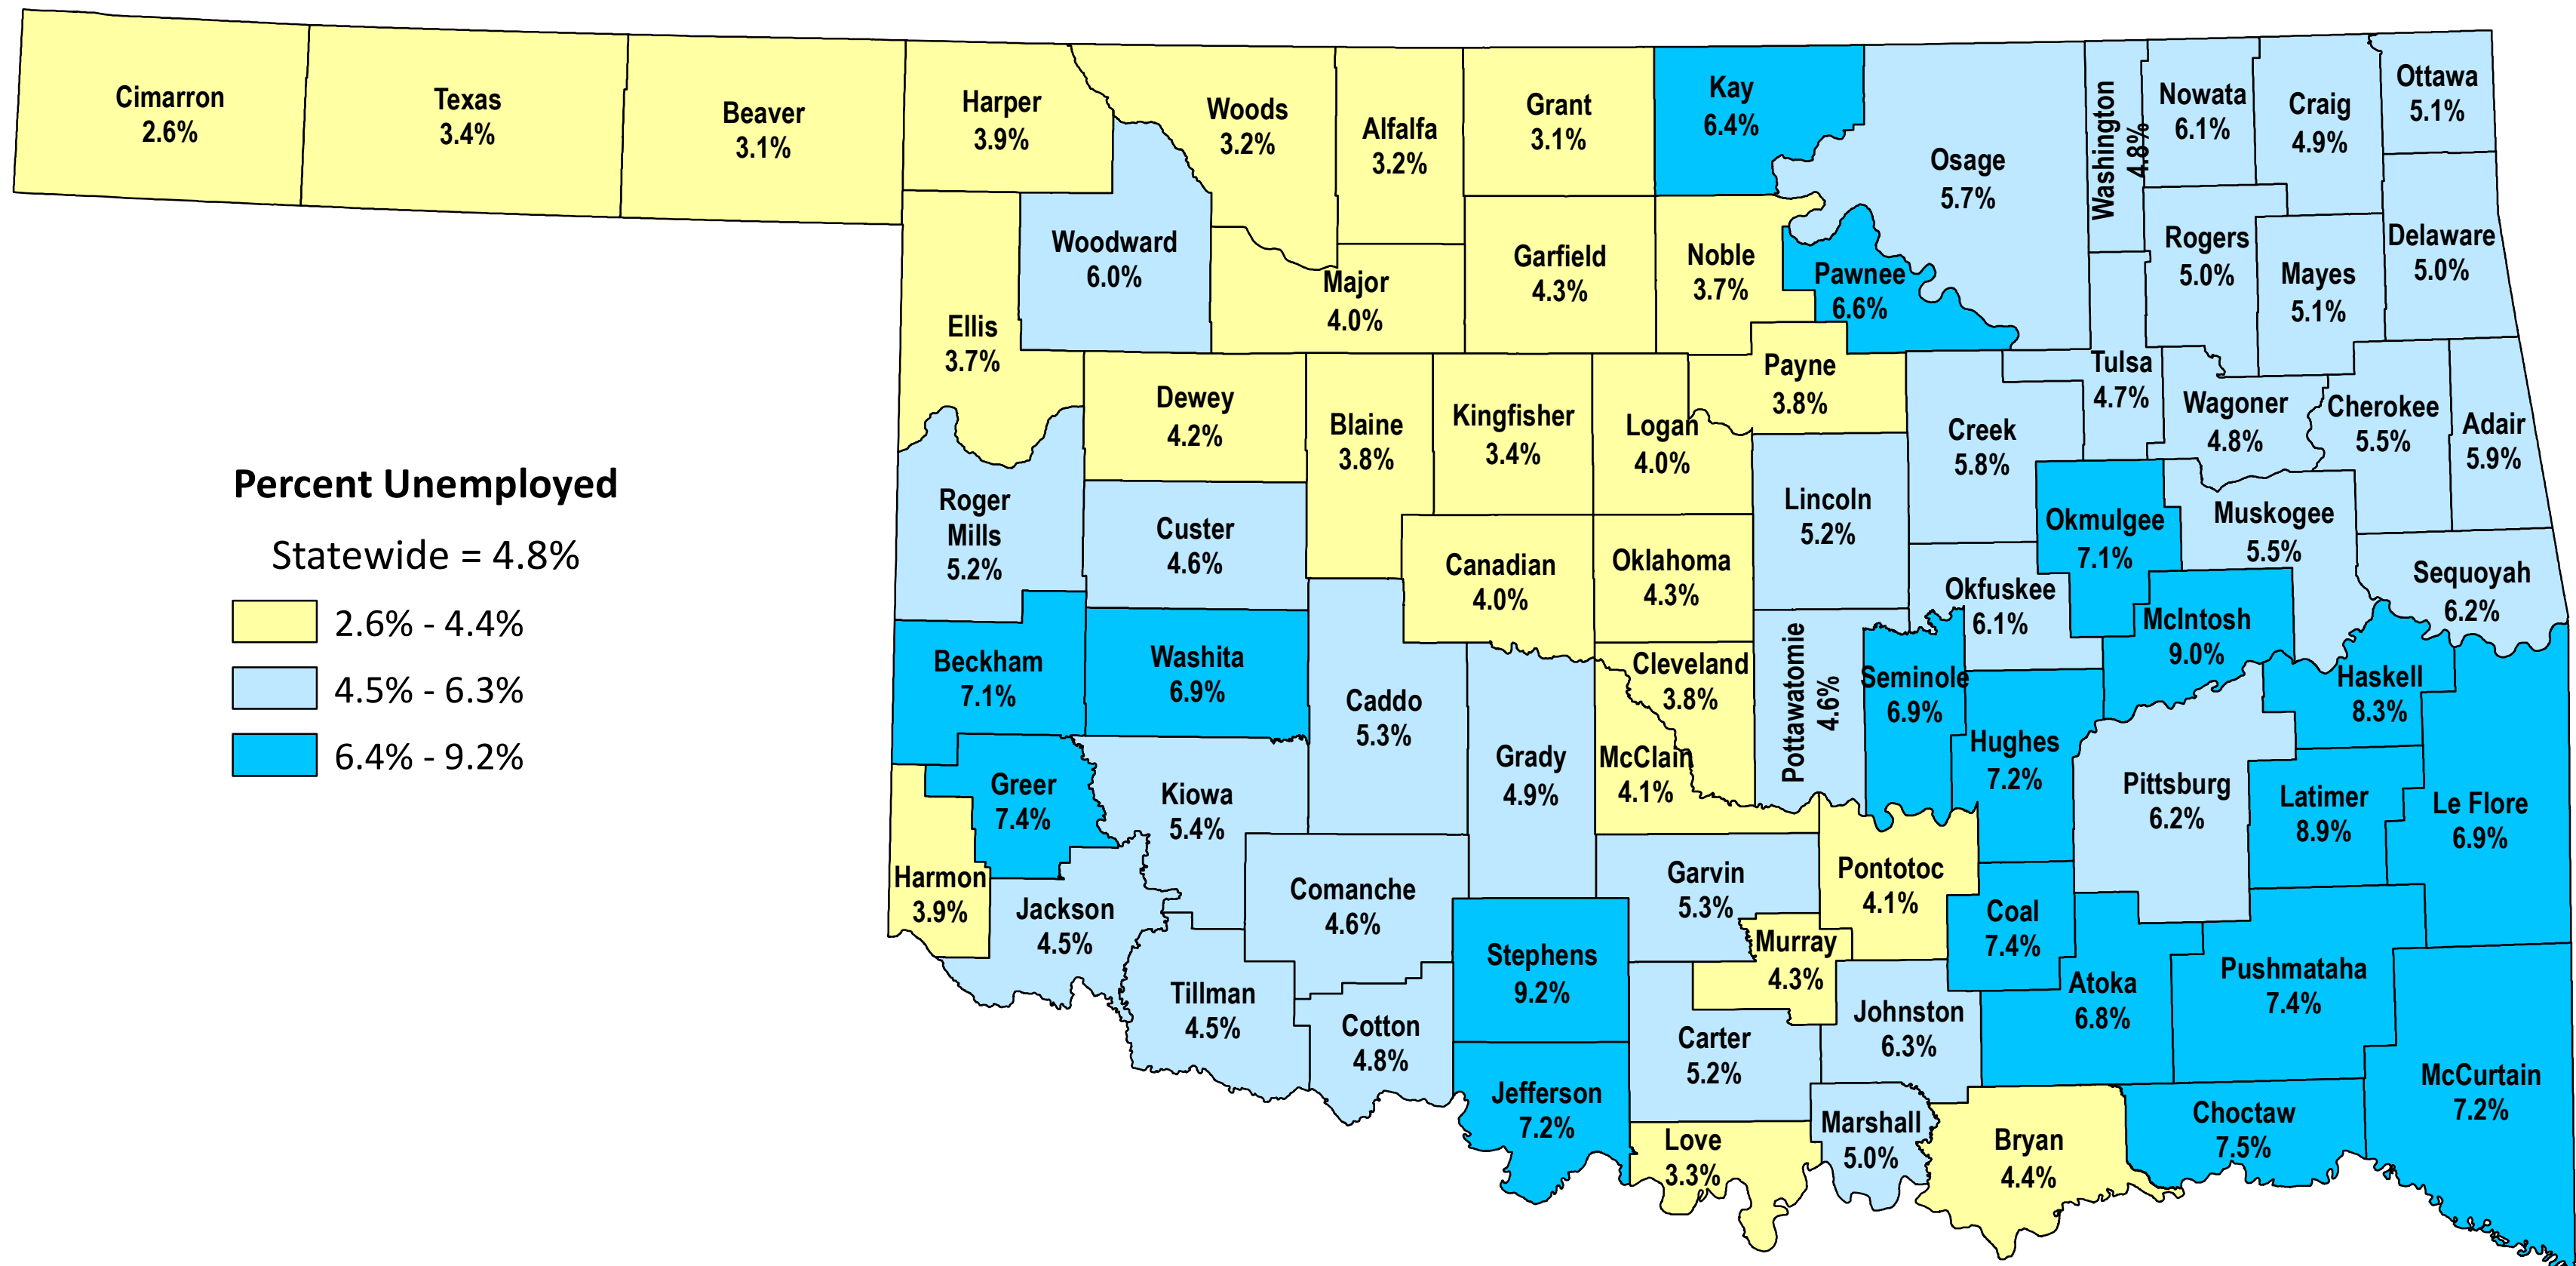 Cimarron
2.6%
Texas
3.4%
Beaver
3.1%
Harper
3.9%
Woods
3.2%
Alfalfa
3.2%
Grant
3.1%
Kay
6.4%
Osage
5.7%
Washington
4.8%
Nowata
6.1%
Craig
4.9%
Ottawa
5.1%
Woodward
6.0%
Major
4.0%
Garfield
4.3%
Noble
3.7%
Pawnee
6.6%
Rogers
5.0%
Mayes
5.1%
Delaware
5.0%
Ellis
3.7%
Dewey
4.2%
Blaine
3.8%
Kingfisher
3.4%
Logan
4.0%
Payne
3.8%
Creek
5.8%
Tulsa
4.7%
Wagoner
4.8%
Cherokee
5.5%
Adair
5.9%
Percent Unemployed
Statewide = 4.8%
2.6% - 4.4%
4.5% - 6.3%
6.4% - 9.2%
Roger
Mills
5.2%
Custer
4.6%
Canadian
4.0%
Oklahoma
4.3%
Lincoln
5.2%
Okmulgee
7.1%
Muskogee
5.5%
Sequoyah
6.2%
Okfuskee
6.1%
McIntosh
9.0%
Beckham
7.1%
Washita
6.9%
Caddo
5.3%
Grady
4.9%
Cleveland
3.8%
McClain
4.1%
Pottawatomie
4.6%
Seminole
6.9%
Hughes
7.2%
Haskell
8.3%
Pittsburg
6.2%
Latimer
8.9%
Le Flore
6.9%
Greer
7.4%
Kiowa
5.4%
Harmon
3.9%
Jackson
4.5%
Comanche
4.6%
Garvin
5.3%
Pontotoc
4.1%
Coal
7.4%
Murray
4.3%
Stephens
9.2%
Tillman
4.5%
Cotton
4.8%
Johnston
6.3%
Atoka
6.8%
Pushmataha
7.4%
Carter
5.2%
Jefferson
7.2%
Love
3.3%
Marshall
5.0%
Bryan
4.4%
Choctaw
7.5%
McCurtain
7.2%